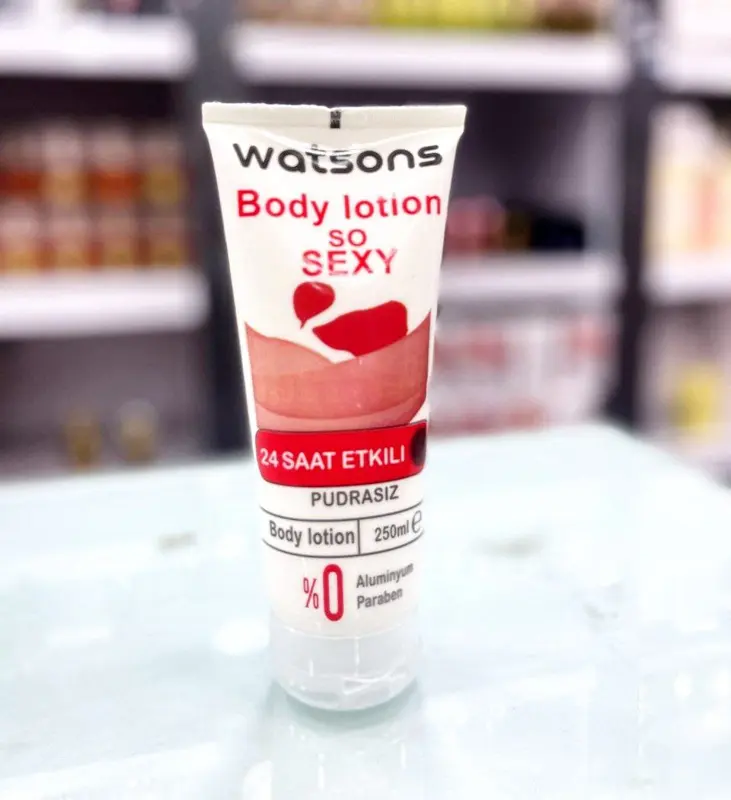 watsons
Body lotion
SO
SEXY
24 SAAT ETKILI
PUDRASIZ
Body lotion 250ml e
%0 Aluminyum
Paraben